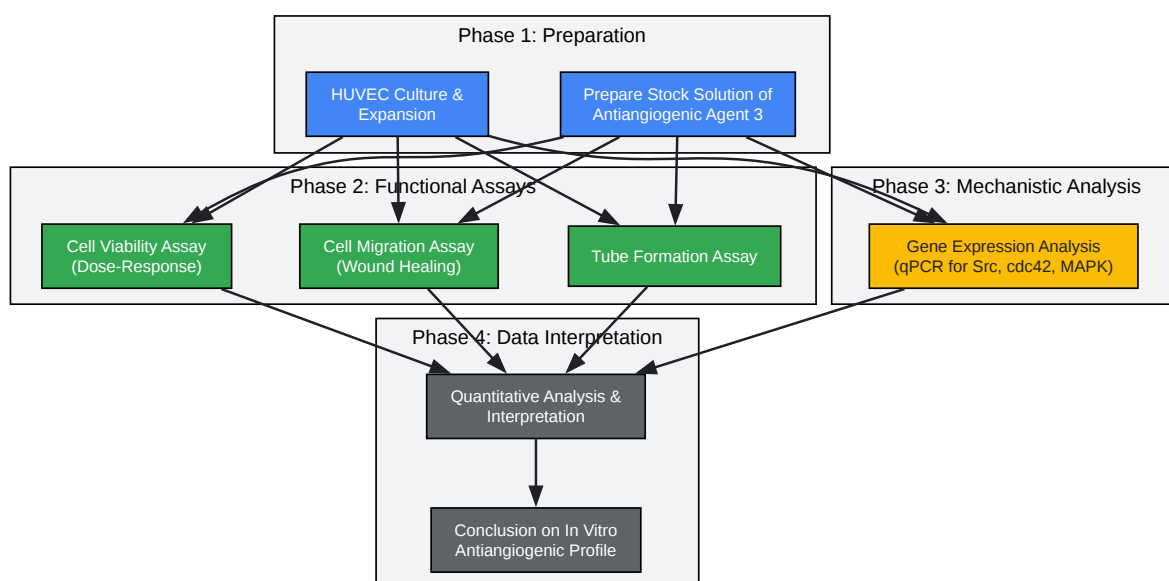 Phase 1: Preparation
HUVEC Culture &
Expansion
Prepare Stock Solution of
Antiangiogenic Agent 3
Phase 2: Functional Assays
Cell Viability Assay
(Dose-Response)
Cell Migration Assay
(Wound Healing)
Tube Formation Assay
Phase 3: Mechanistic Analysis
Gene Expression Analysis
(qPCR for Src, cdc42, MAPK)
Phase 4: Data Interpretation
Quantitative Analysis &
Interpretation
Conclusion on In Vitro
Antiangiogenic Profile